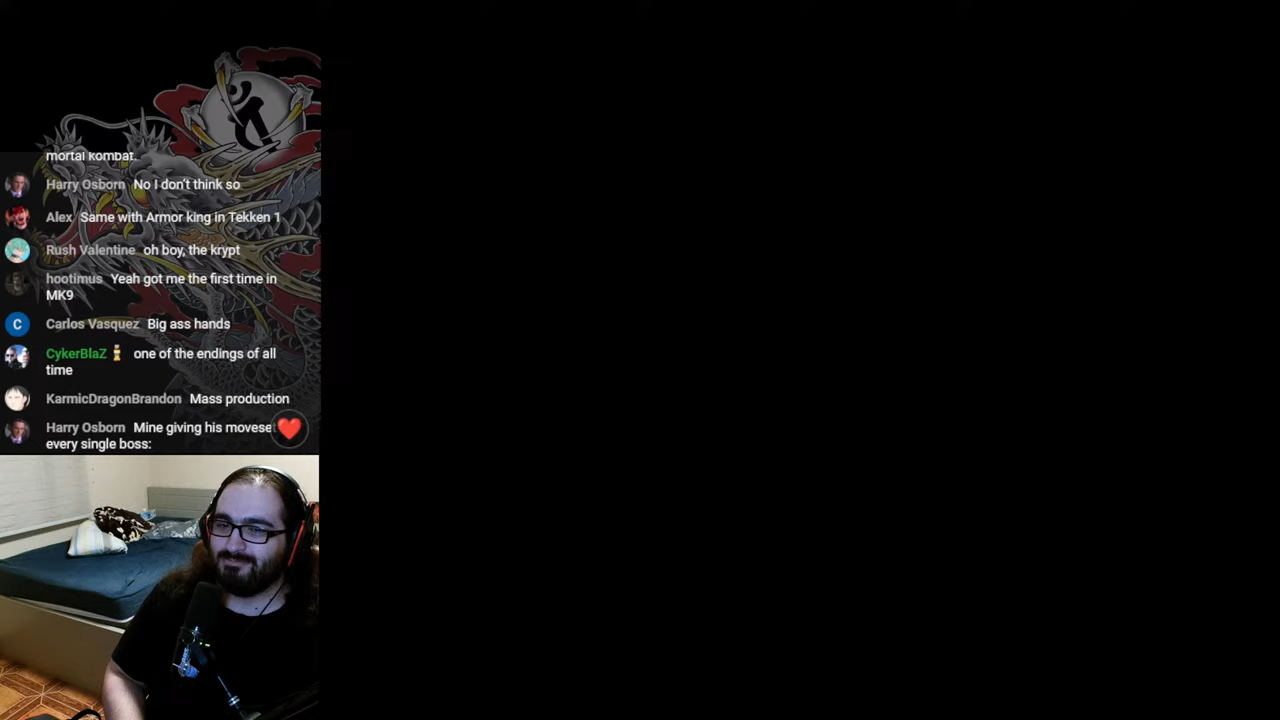 mortal kombat.
Harry Osborn No I don't think so
Alex Same with Armor king in Tekken 1
Rush Valentine oh boy, the krypt
hootimus Yeah got me the first time in
MK9
C Carlos Vasquez Big ass hands
CykerBlaZ one of the endings of all
time
KarmicDragonBrandon Mass production
Harry Osborn Mine giving his moveset
every single boss: